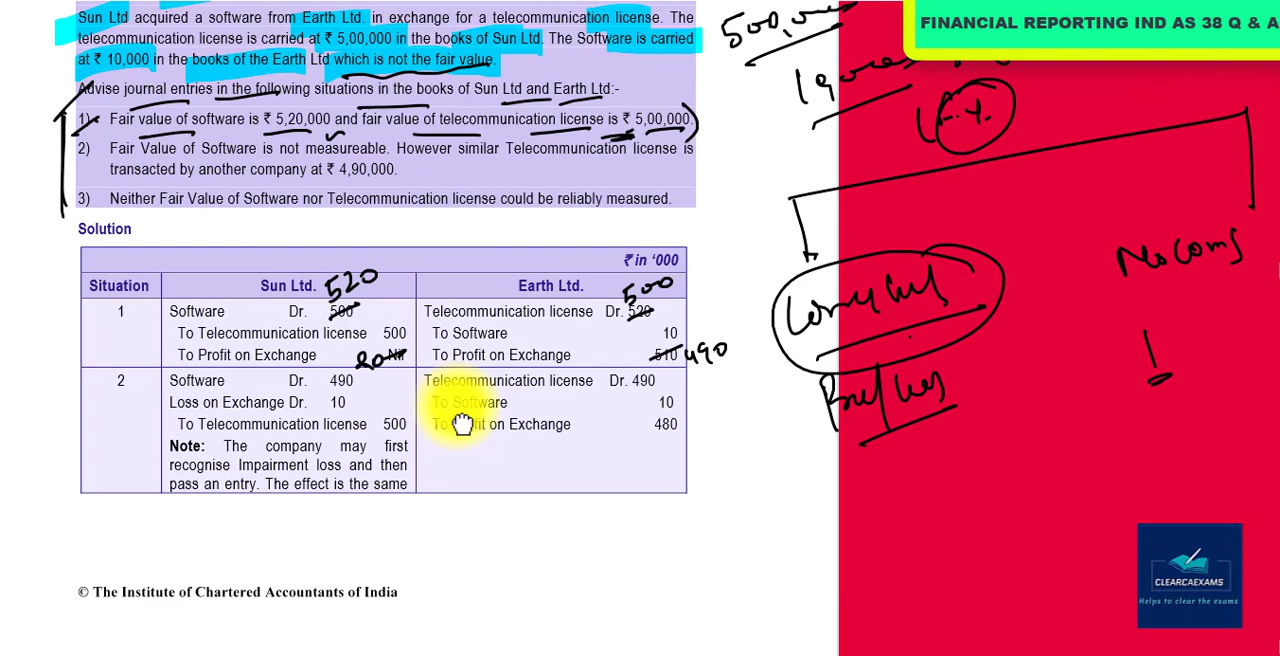 Sun Ltd acquired a software from Earth Ltd. in exchange for a telecommunication license. The
telecommunication license is carried at ₹ 5,00,000 in the books of Sun Ltd. The Software is carried
at ₹ 10,000 in the books of the Earth Ltd which is not the fair value.
Advise journal entries in the following situations in the books of Sun Ltd and Earth Ltd:-
1) Fair value of software is ₹ 5,20,000 and fair value of telecommunication license is ₹ 5,00,000.
2) Fair Value of Software is not measureable. However similar Telecommunication license is
transacted by another company at ₹ 4,90,000.
3) Neither Fair Value of Software nor Telecommunication license could be reliably measured.
Solution
₹ in ‘000
Situation Sun Ltd. Earth Ltd.
520 500
1 Software Dr. 500 Telecommunication license Dr. 520
To Telecommunication license 500 To Software 10
To Profit on Exchange 20 Nil To Profit on Exchange 510 490
2 Software Dr. 490 Telecommunication license Dr. 490
Loss on Exchange Dr. 10 To Software 10
To Telecommunication license 500 To Profit on Exchange 480
Note: The company may first
recognise Impairment loss and then
pass an entry. The effect is the same
© The Institute of Chartered Accountants of India
FINANCIAL REPORTING IND AS 38 Q & A
500,
No Coms
CLEARCAEXAMS
Helps to clear the exams